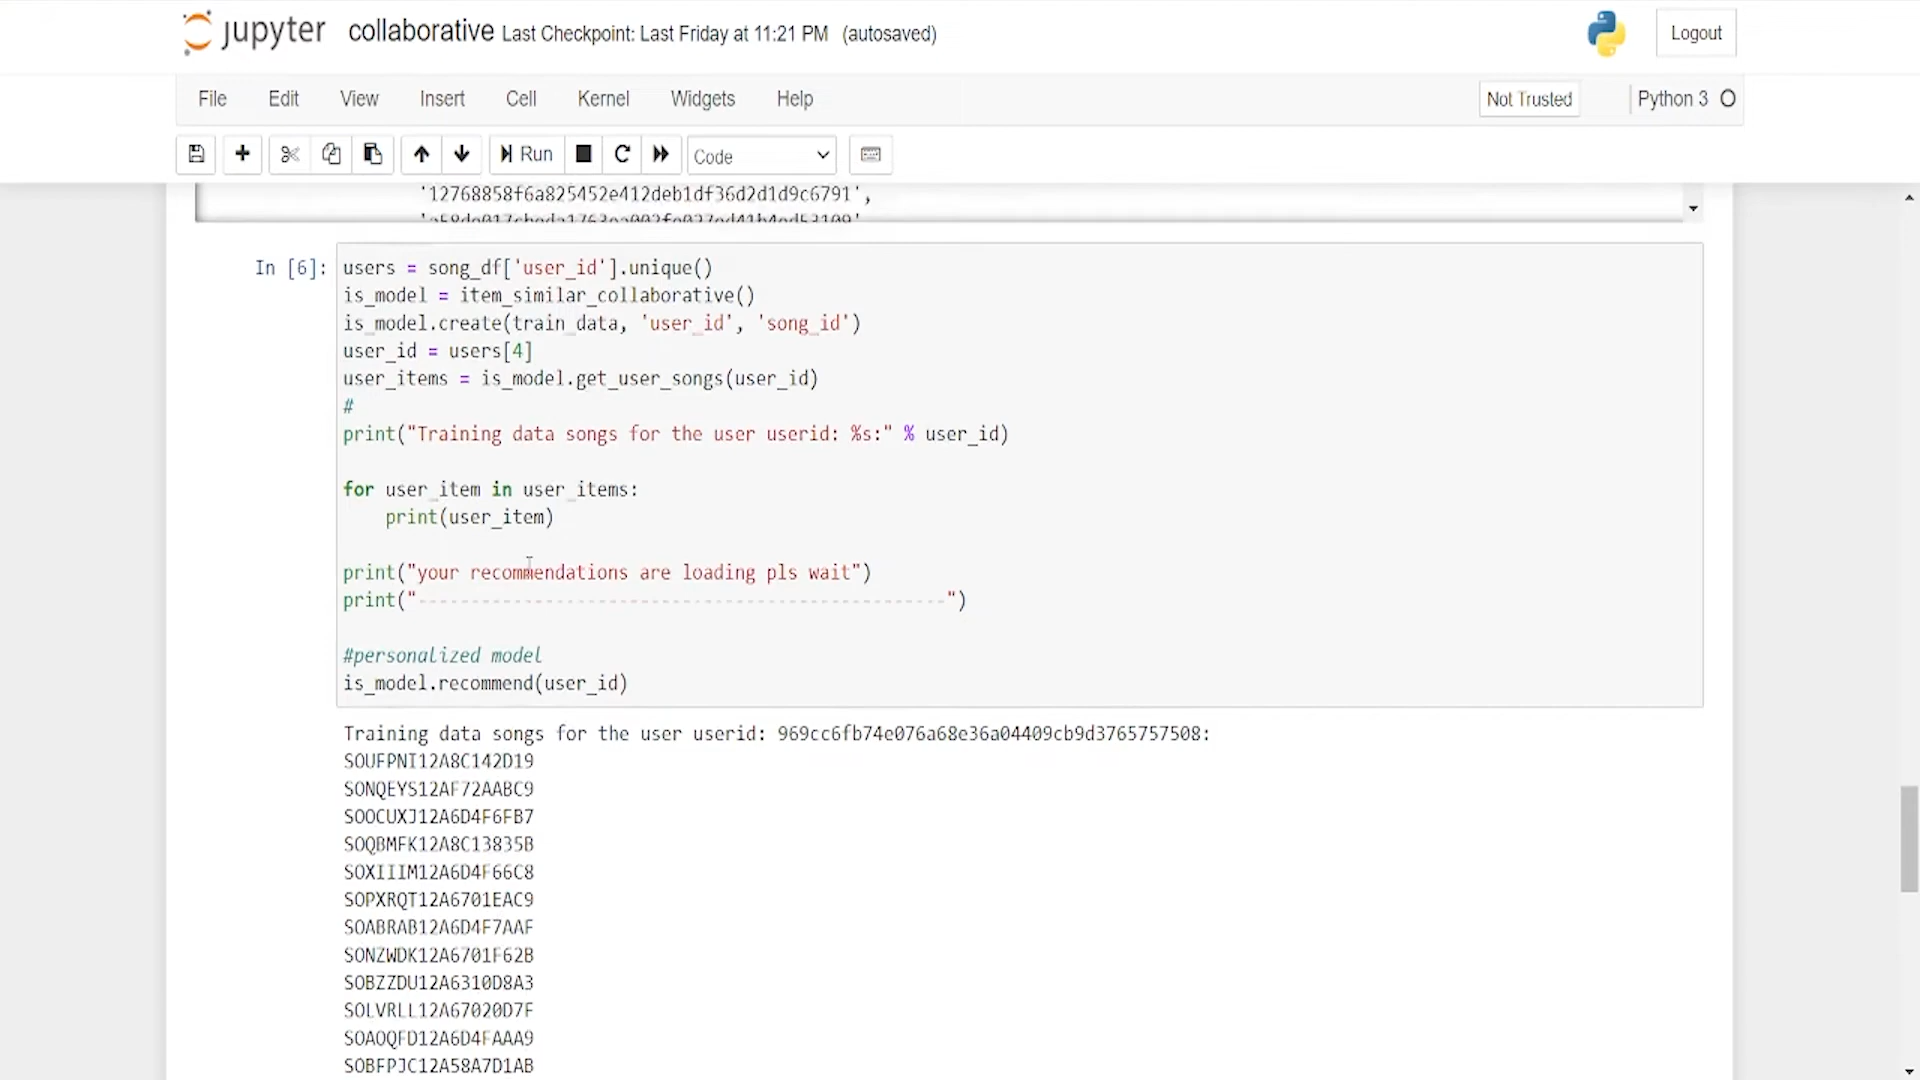 jupyter collaborative Last Checkpoint: Last Friday at 11:21 PM (autosaved)
Logout
File Edit View Insert Cell Kernel Widgets Help
Not Trusted Python 3
Run Code
'12768858f6a825452e412deb1df36d2d1d9c6791',
In [6]:
users = song_df['user_id'].unique()
is_model = item_similar_collaborative()
is_model.create(train_data, 'user_id', 'song_id')
user_id = users[4]
user_items = is_model.get_user_songs(user_id)
#
print("Training data songs for the user userid: %s:" % user_id)
for user_item in user_items:
print(user_item)
print("your recommendations are loading pls wait")
print("--------------------------------------------------")
#personalized model
is_model.recommend(user_id)
Training data songs for the user userid: 969cc6fb74e076a68e36a04409cb9d3765757508:
SOUFPNI12A8C142D19
SONQEYS12AF72AABC9
SOOCUXJ12A6D4F6FB7
SOQBMFK12A8C13835B
SOXIIIM12A6D4F66C8
SOPXRQT12A6701EAC9
SOABRAB12A6D4F7AAF
SONZWDK12A6701F62B
SOBZZDU12A6310D8A3
SOLVRLL12A67020D7F
SOAOQFD12A6D4FAAA9
SOBFPJC12A58A7D1AB